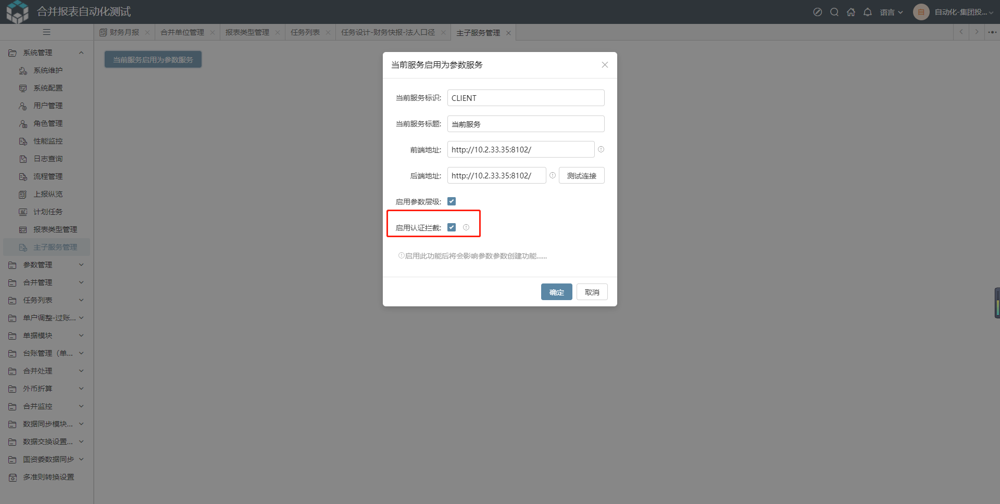 合并报表自动化测试
语言
自
自动化-集团投...
财务月报
合并单位管理
报表类型管理
任务列表
任务设计-财务快报-法人口径
主子服务管理
系统管理
系统维护
系统配置
用户管理
角色管理
性能监控
日志查询
流程管理
上报纵览
计划任务
报表类型管理
主子服务管理
参数管理
合并管理
任务列表
单户调整-过账...
单据模块
台账管理（单...
合并处理
外币折算
合并监控
数据同步模块...
数据交换设置...
国资委数据同步
多准则转换设置
当前服务启用为参数服务
当前服务启用为参数服务
当前服务标识: CLIENT
当前服务标题: 当前服务
前端地址: http://10.2.33.35:8102/
后端地址: http://10.2.33.35:8102/ 测试连接
启用参数层级:
启用认证拦截:
启用此功能后将会影响参数参数创建功能......
确定 取消